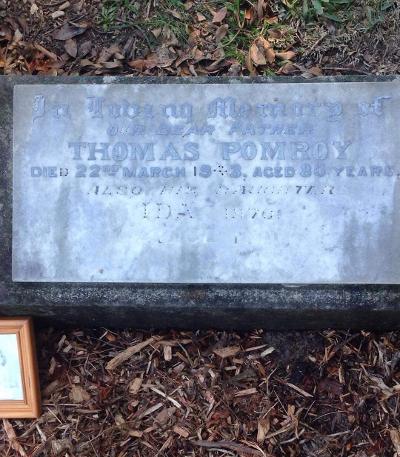 In Loving Memory of
OUR DEAR FATHER
THOMAS POMROY
DIED 22ND MARCH AGED 80 YEARS.
ALSO HIS DAUGHTER
IDA